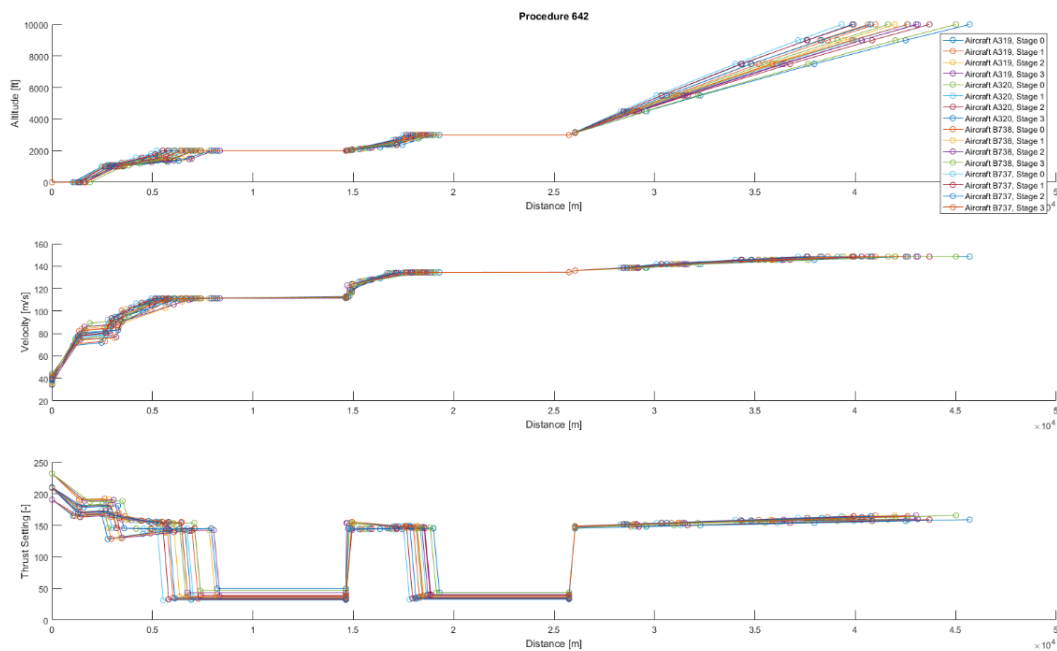 Procedure 642
10000
8000
6000
4000
2000
0
Altitude [ft]
0 0.5 1 1.5 2 2.5 3 3.5 4 4.5 5
Distance [m]
×10⁴
Aircraft A319, Stage 0
Aircraft A319, Stage 1
Aircraft A319, Stage 2
Aircraft A319, Stage 3
Aircraft A320, Stage 0
Aircraft A320, Stage 1
Aircraft A320, Stage 2
Aircraft A320, Stage 3
Aircraft B738, Stage 0
Aircraft B738, Stage 1
Aircraft B738, Stage 2
Aircraft B738, Stage 3
Aircraft B737, Stage 0
Aircraft B737, Stage 1
Aircraft B737, Stage 2
Aircraft B737, Stage 3
160
140
120
100
80
60
40
20
Velocity [m/s]
0 0.5 1 1.5 2 2.5 3 3.5 4 4.5 5
Distance [m]
×10⁴
250
200
150
100
50
0
Thrust Setting [-]
0 0.5 1 1.5 2 2.5 3 3.5 4 4.5 5
Distance [m]
×10⁴